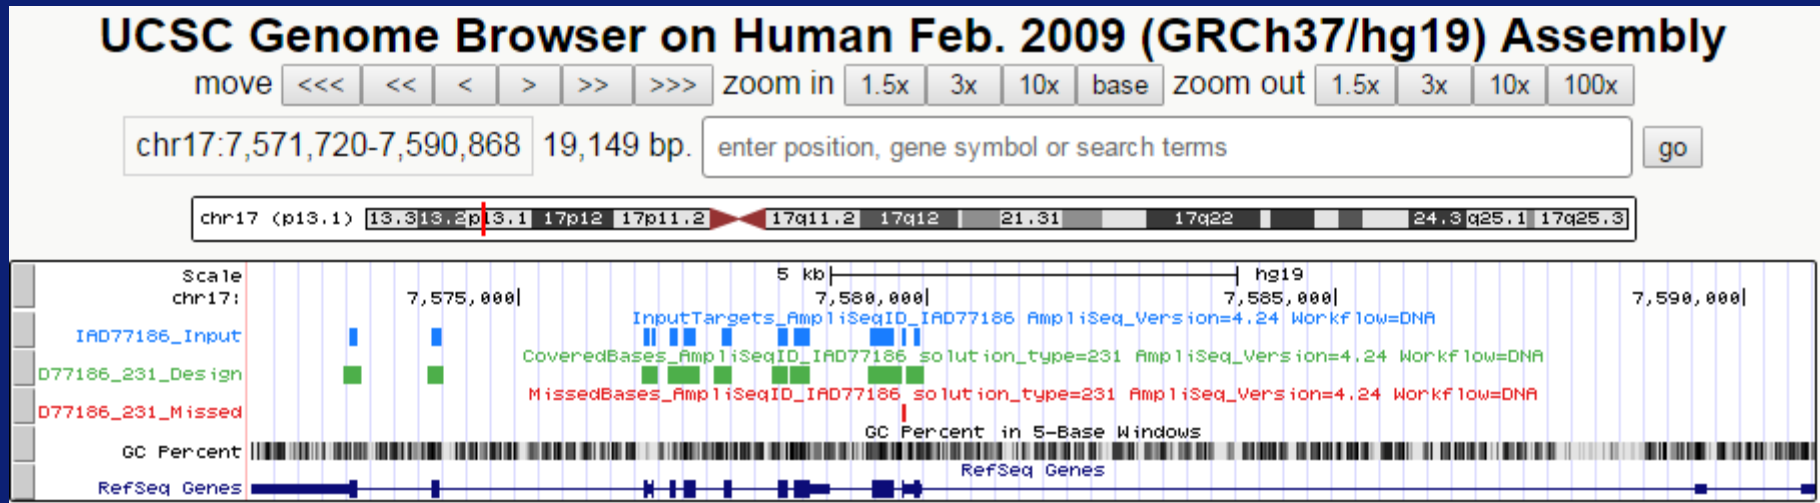 UCSC Genome Browser on Human Feb. 2009 (GRCh37/hg19) Assembly
move <<< << < > >> >>> zoom in 1.5x 3x 10x base zoom out 1.5x 3x 10x 100x
chr17:7,571,720-7,590,868 19,149 bp. enter position, gene symbol or search terms go
chr17 (p13.1) 13.3 13.2 p13.1 17p12 17p11.2 17q11.2 17q12 21.31 17q22 24.3 q25.1 17q25.3
Scale 5 kb hg19
chr17: 7,575,000| 7,580,000| 7,585,000| 7,590,000|
InputTargets_AmpliSeqID_IAD77186 AmpliSeq_Version=4.24 Workflow=DNA
IAD77186_Input
CoveredBases_AmpliSeqID_IAD77186 solution_type=231 AmpliSeq_Version=4.24 Workflow=DNA
D77186_231_Design
MissedBases_AmpliSeqID_IAD77186 solution_type=231 AmpliSeq_Version=4.24 Workflow=DNA
D77186_231_Missed
GC Percent in 5-Base Windows
GC Percent
RefSeq Genes
RefSeq Genes